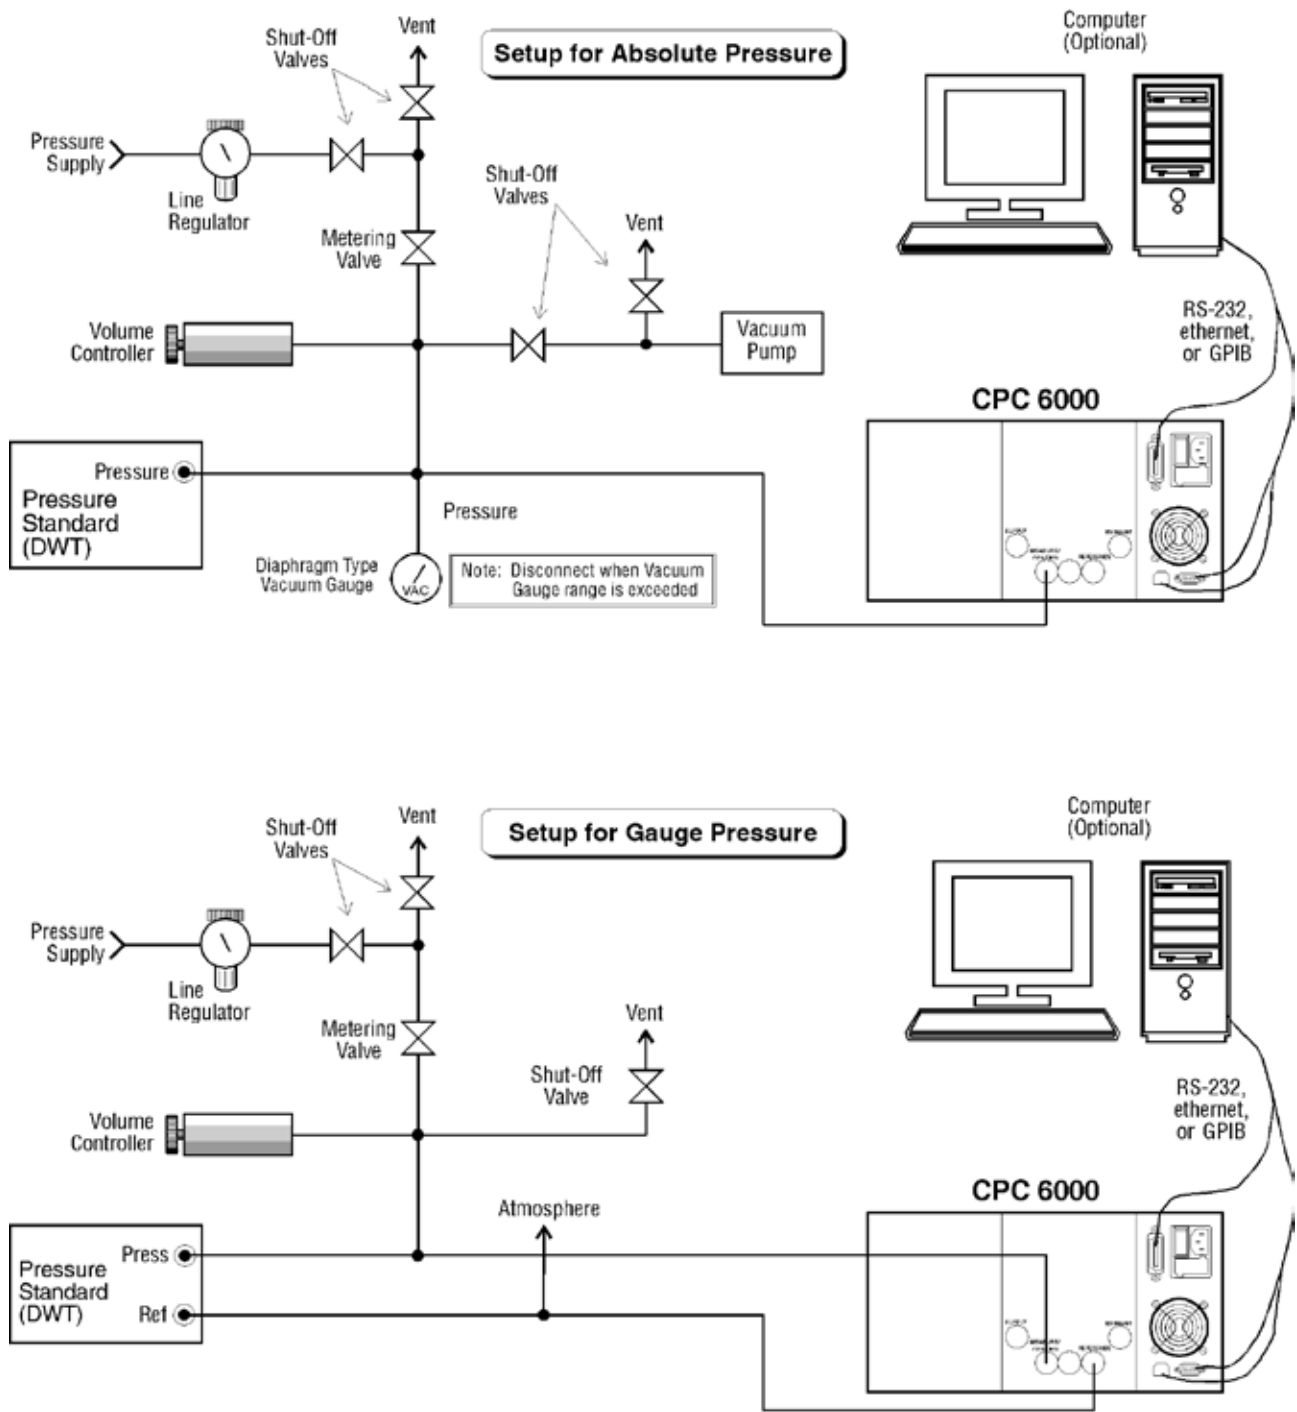 Vent
Shut-Off
Valves
Setup for Absolute Pressure
Computer
(Optional)
Pressure
Supply
Line
Regulator
Shut-Off
Valves
Vent
Metering
Valve
Volume
Controller
Vacuum
Pump
RS-232,
ethernet,
or GPIB
CPC 6000
Pressure
Pressure
Standard
(DWT)
Pressure
Diaphragm Type
Vacuum Gauge
VAC
Note: Disconnect when Vacuum
Gauge range is exceeded
Vent
Shut-Off
Valves
Setup for Gauge Pressure
Computer
(Optional)
Pressure
Supply
Line
Regulator
Metering
Valve
Vent
Shut-Off
Valve
Volume
Controller
RS-232,
ethernet,
or GPIB
Atmosphere
CPC 6000
Press
Pressure
Standard
(DWT)
Ref